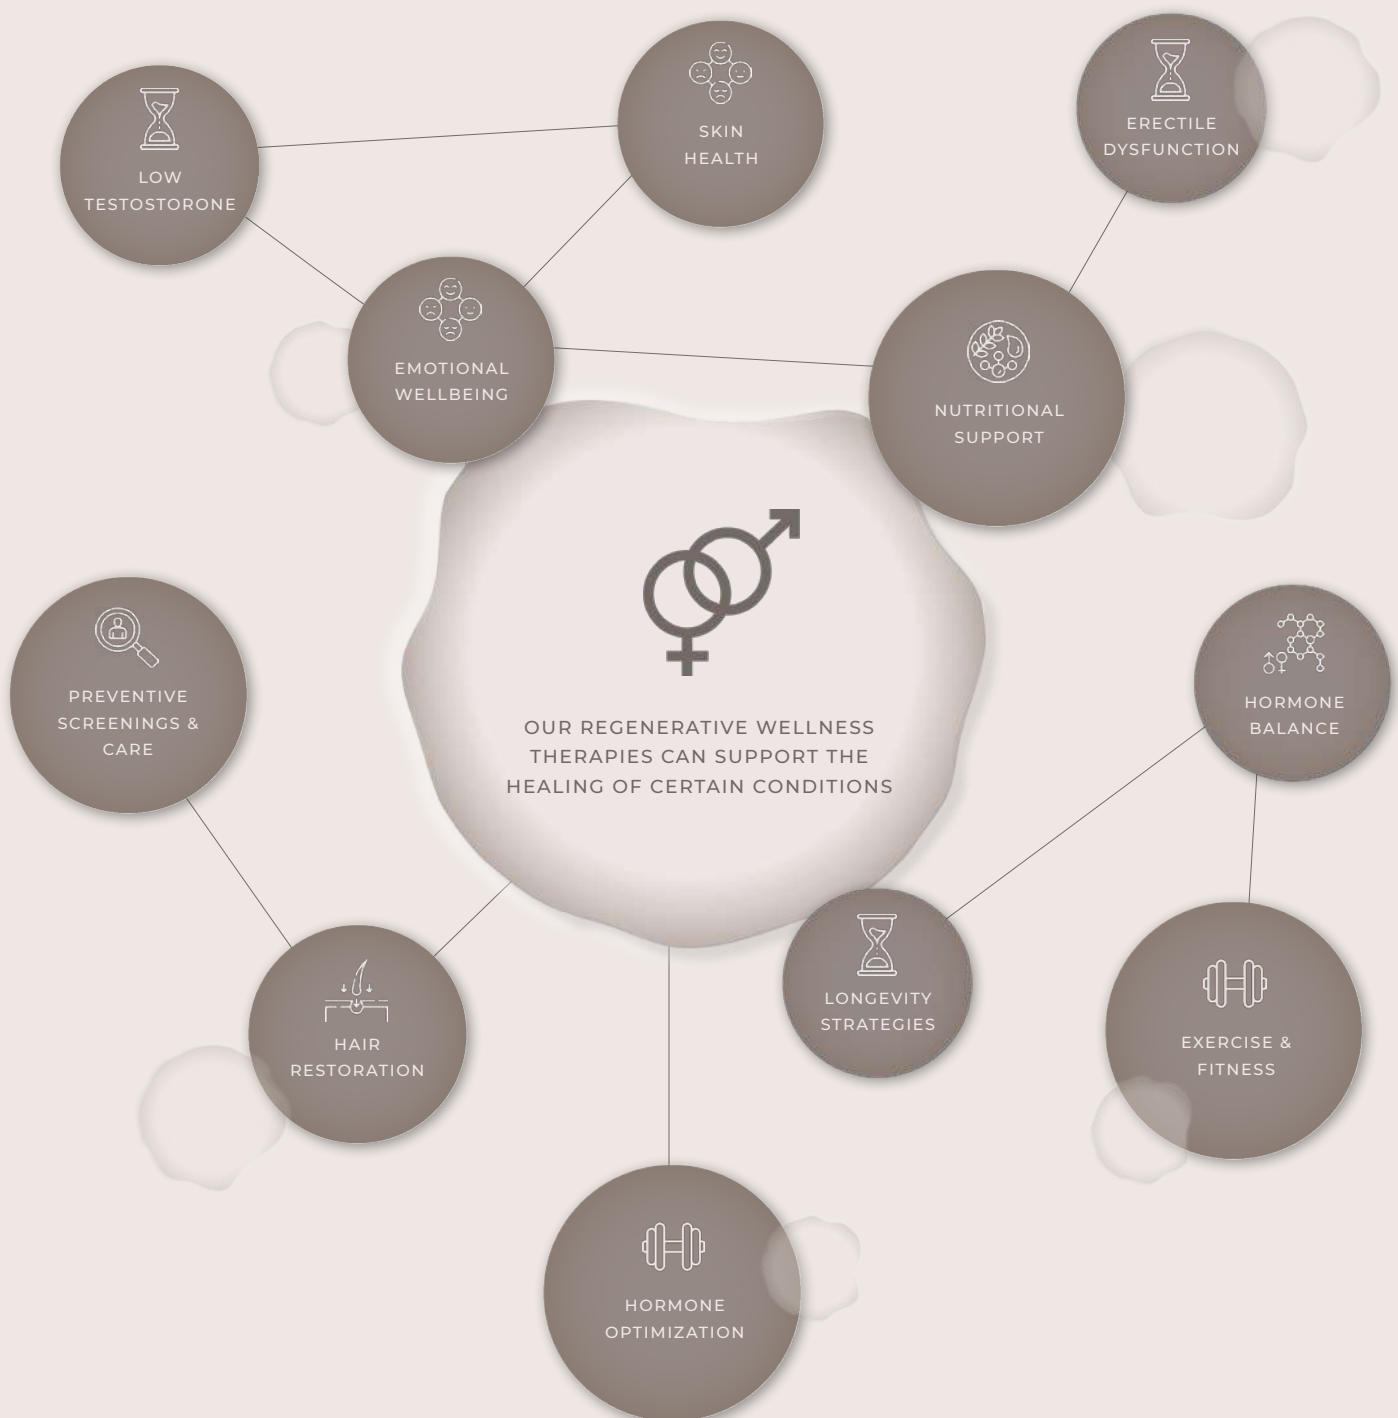 LOW
TESTOSTORONE
SKIN
HEALTH
ERECTILE
DYSFUNCTION
EMOTIONAL
WELLBEING
NUTRITIONAL
SUPPORT
PREVENTIVE
SCREENINGS &
CARE
OUR REGENERATIVE WELLNESS
THERAPIES CAN SUPPORT THE
HEALING OF CERTAIN CONDITIONS
HORMONE
BALANCE
HAIR
RESTORATION
LONGEVITY
STRATEGIES
EXERCISE &
FITNESS
HORMONE
OPTIMIZATION